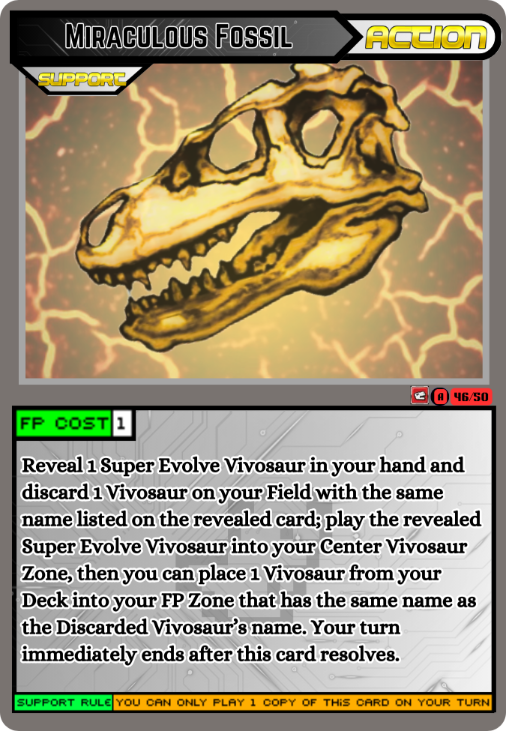 Miraculous Fossil
ACTION
SUPPORT
A 46/50
FP COST 1
Reveal 1 Super Evolve Vivosaur in your hand and
discard 1 Vivosaur on your Field with the same
name listed on the revealed card; play the revealed
Super Evolve Vivosaur into your Center Vivosaur
Zone, then you can place 1 Vivosaur from your
Deck into your FP Zone that has the same name as
the Discarded Vivosaur's name. Your turn
immediately ends after this card resolves.
SUPPORT RULE YOU CAN ONLY PLAY 1 COPY OF THIS CARD ON YOUR TURN